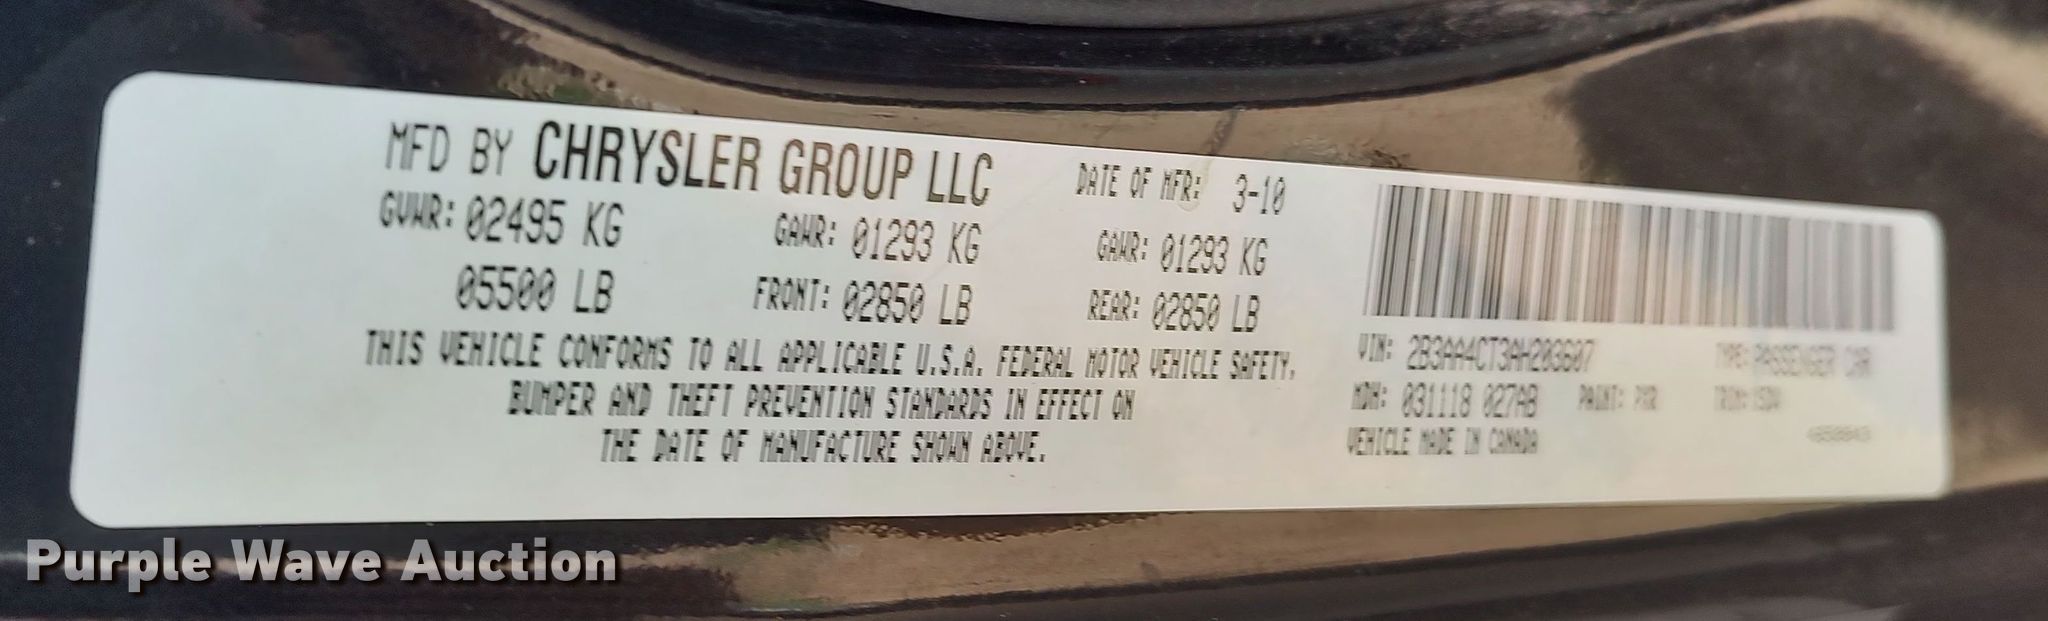 MFD BY CHRYSLER GROUP LLC
DATE OF MFR: 3-10
GVWR: 02495 KG
GAWR: 01293 KG
GAWR: 01293 KG
05500 LB
FRONT: 02850 LB
REAR: 02850 LB
THIS VEHICLE CONFORMS TO ALL APPLICABLE U.S.A. FEDERAL MOTOR VEHICLE SAFETY,
BUMPER AND THEFT PREVENTION STANDARDS IN EFFECT ON
THE DATE OF MANUFACTURE SHOWN ABOVE.
VIN: 2B3AA4CT3AH203607
TYPE: PASSENGER CAR
MDH: 031118 027AB
PAINT: PXR
TRIM:
VEHICLE MADE IN CANADA
Purple Wave Auction